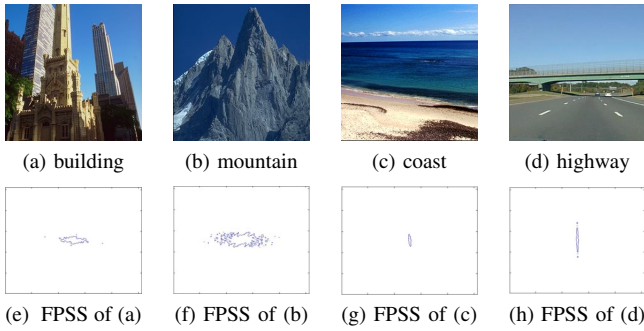 (a) building
(b) mountain
(c) coast
(d) highway
(e) FPSS of (a)
(f) FPSS of (b)
(g) FPSS of (c)
(h) FPSS of (d)